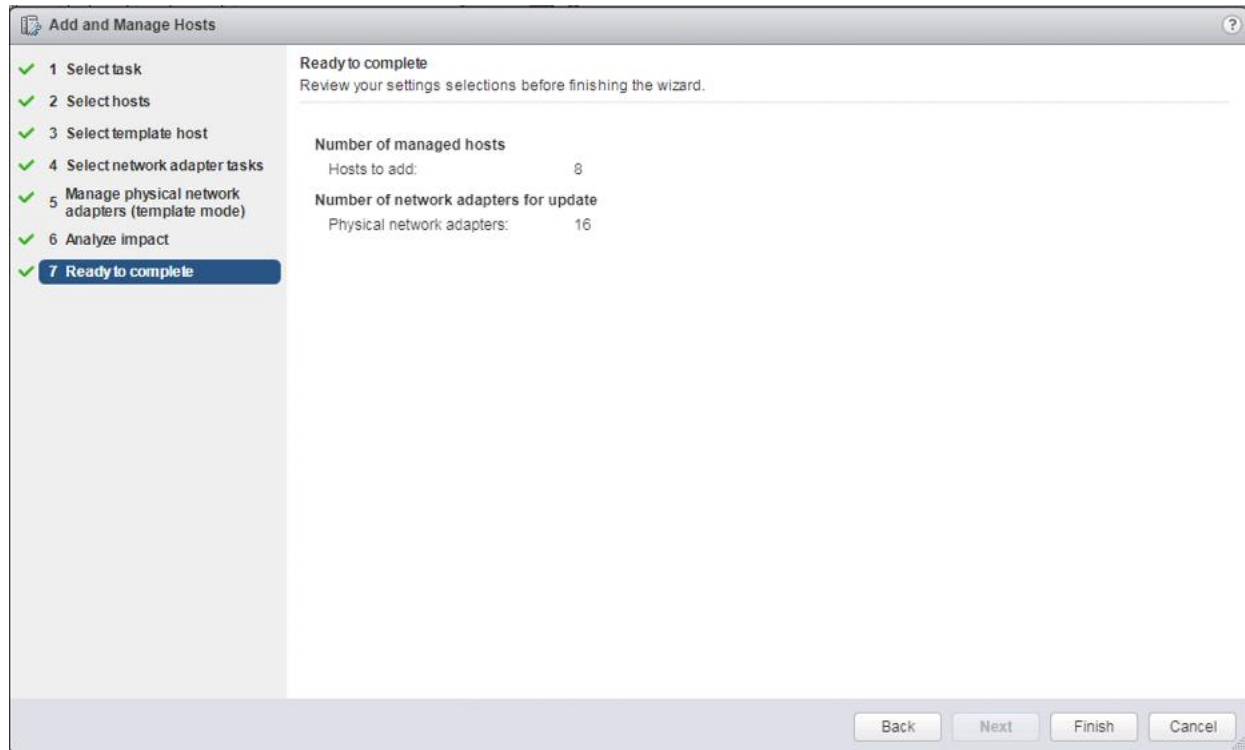 Add and Manage Hosts
?
1 Select task
2 Select hosts
3 Select template host
4 Select network adapter tasks
5 Manage physical network
adapters (template mode)
6 Analyze impact
7 Ready to complete
Ready to complete
Review your settings selections before finishing the wizard.
Number of managed hosts
Hosts to add: 8
Number of network adapters for update
Physical network adapters: 16
Back Next Finish Cancel